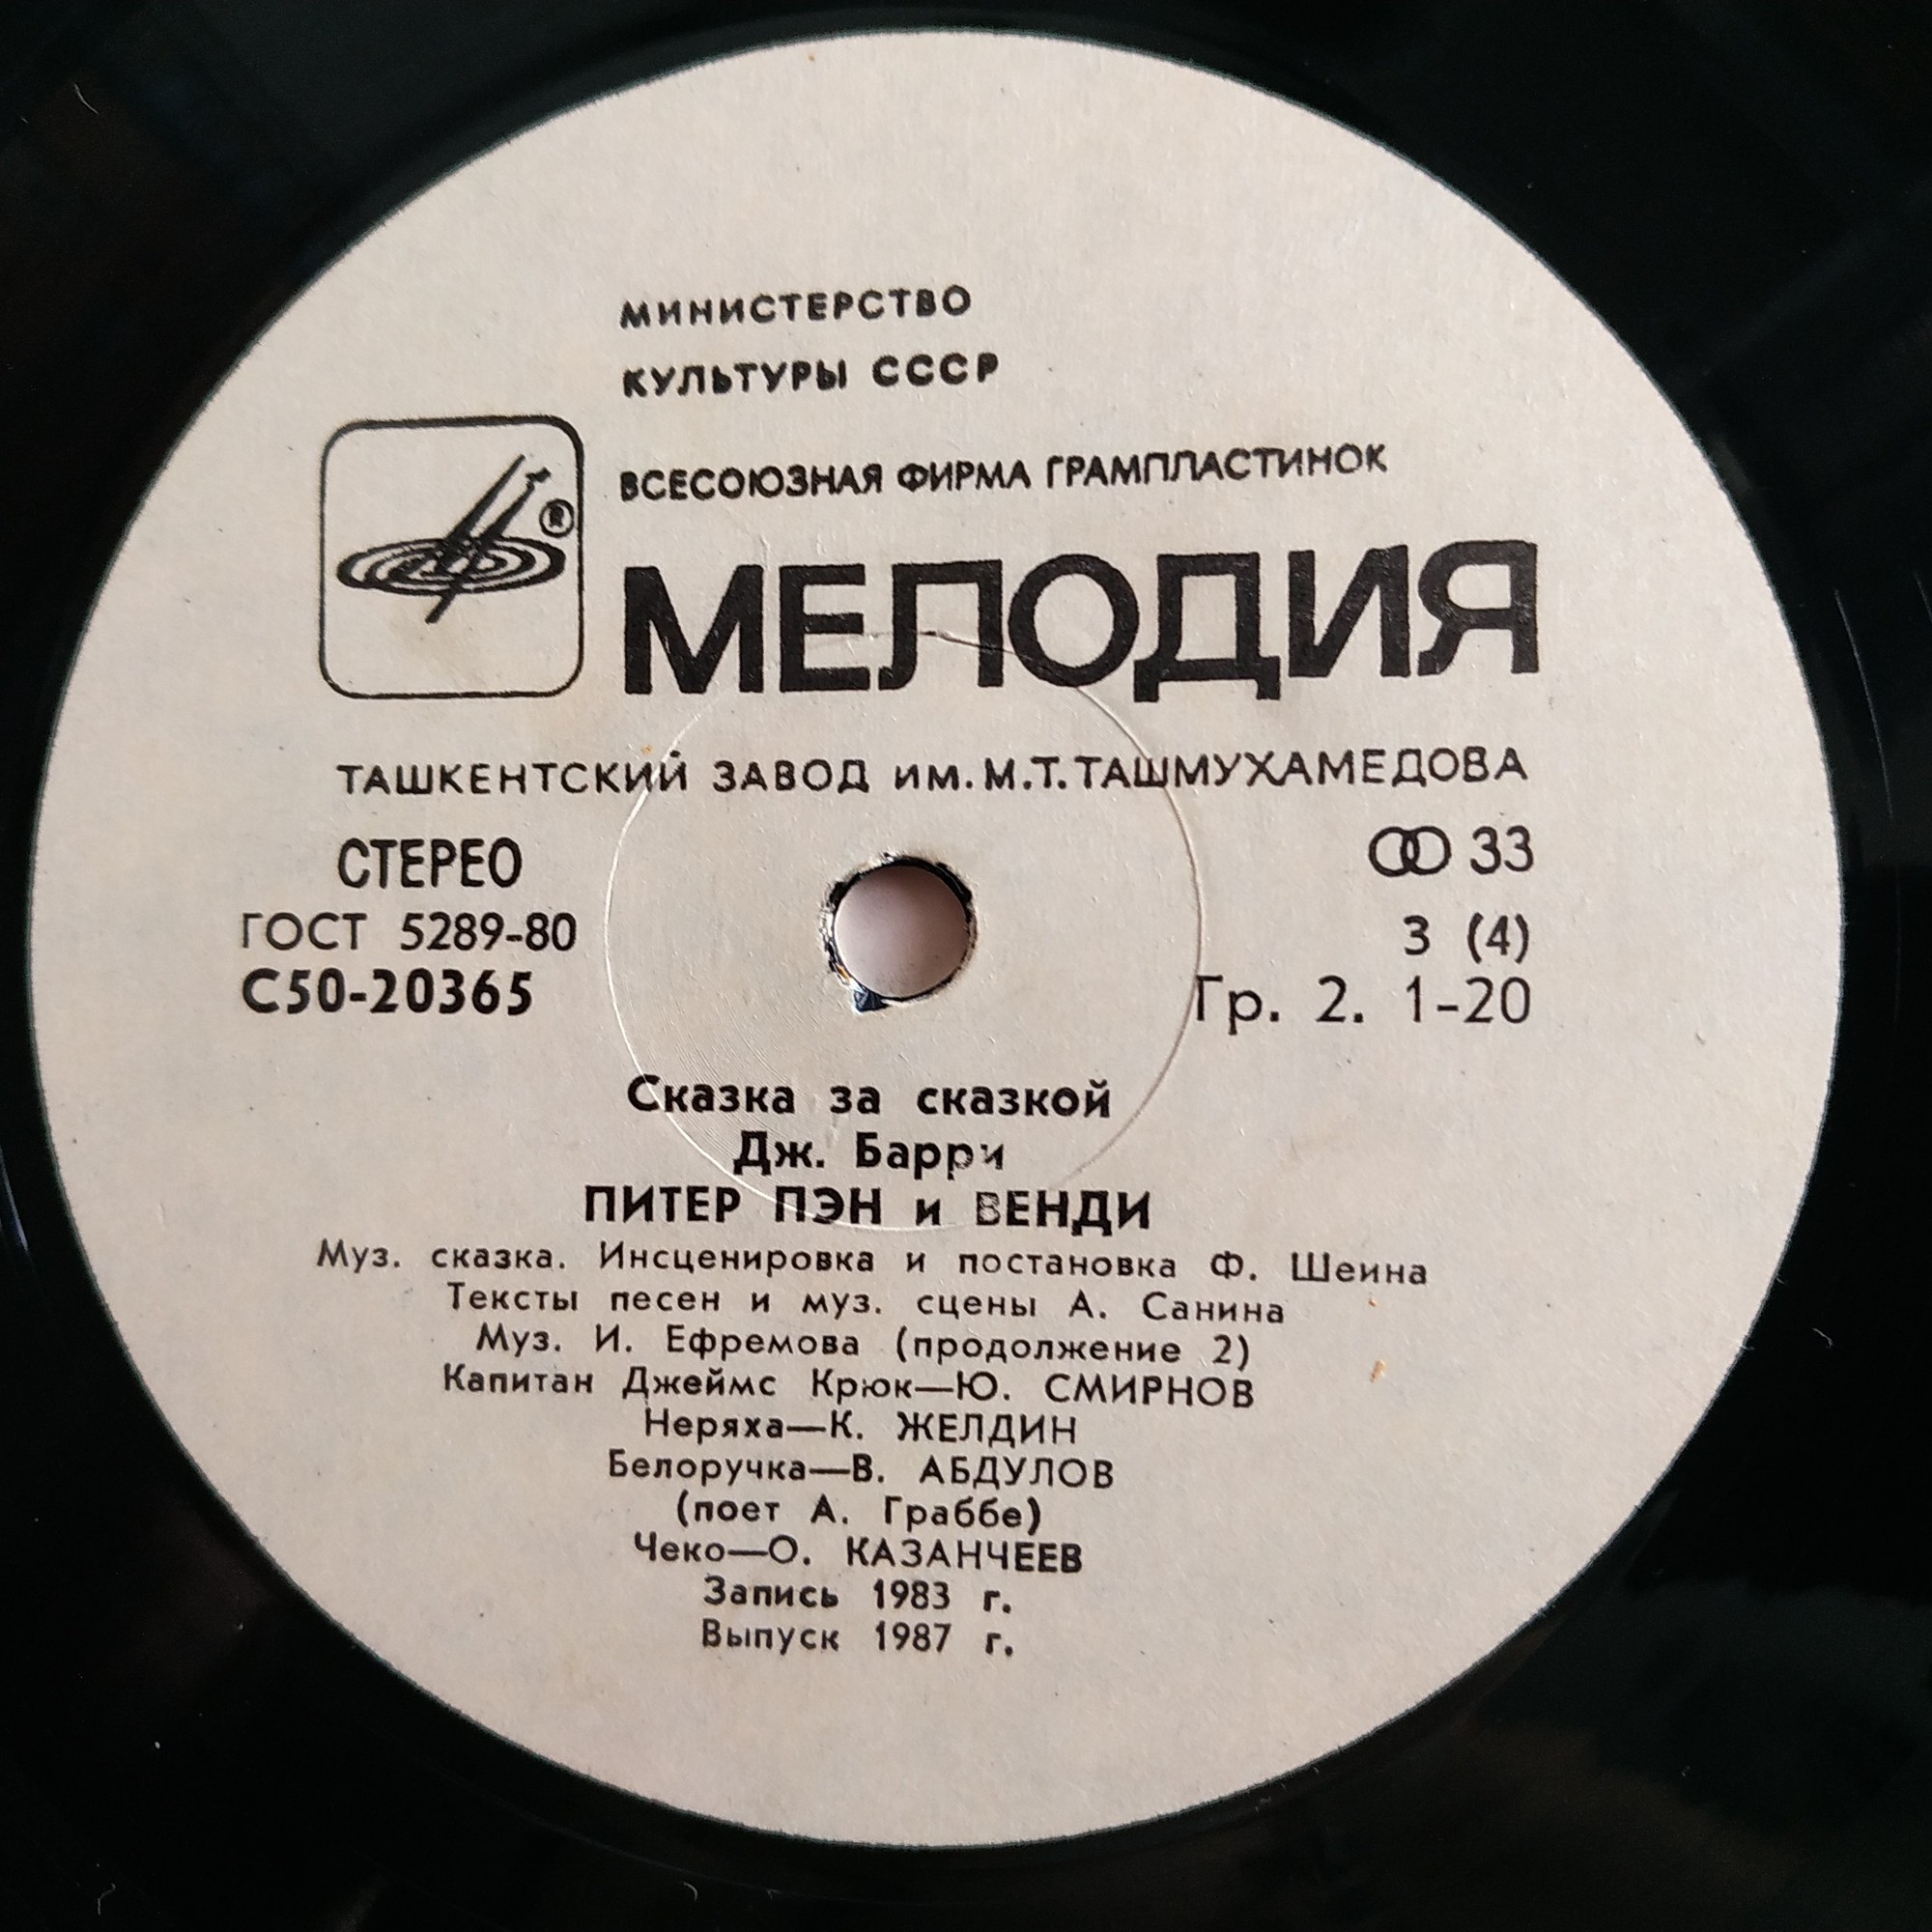 МИНИСТЕРСТВО
КУЛЬТУРЫ СССР
ВСЕСОЮЗНАЯ ФИРМА ГРАМПЛАСТИНОК
®
МЕЛОДИЯ
ТАШКЕНТСКИЙ ЗАВОД им. М.Т. ТАШМУХАМЕДОВА
СТЕРЕО 33
ГОСТ 5289-80 3 (4)
С50-20365 Гр. 2. 1-20
Сказка за сказкой
Дж. Барри
ПИТЕР ПЭН и ВЕНДИ
Муз. сказка. Инсценировка и постановка Ф. Шеина
Тексты песен и муз. сцены А. Санина
Муз. И. Ефремова (продолжение 2)
Капитан Джеймс Крюк—Ю. СМИРНОВ
Неряха—К. ЖЕЛДИН
Белоручка—В. АБДУЛОВ
(поет А. Граббе)
Чеко—О. КАЗАНЧЕЕВ
Запись 1983 г.
Выпуск 1987 г.